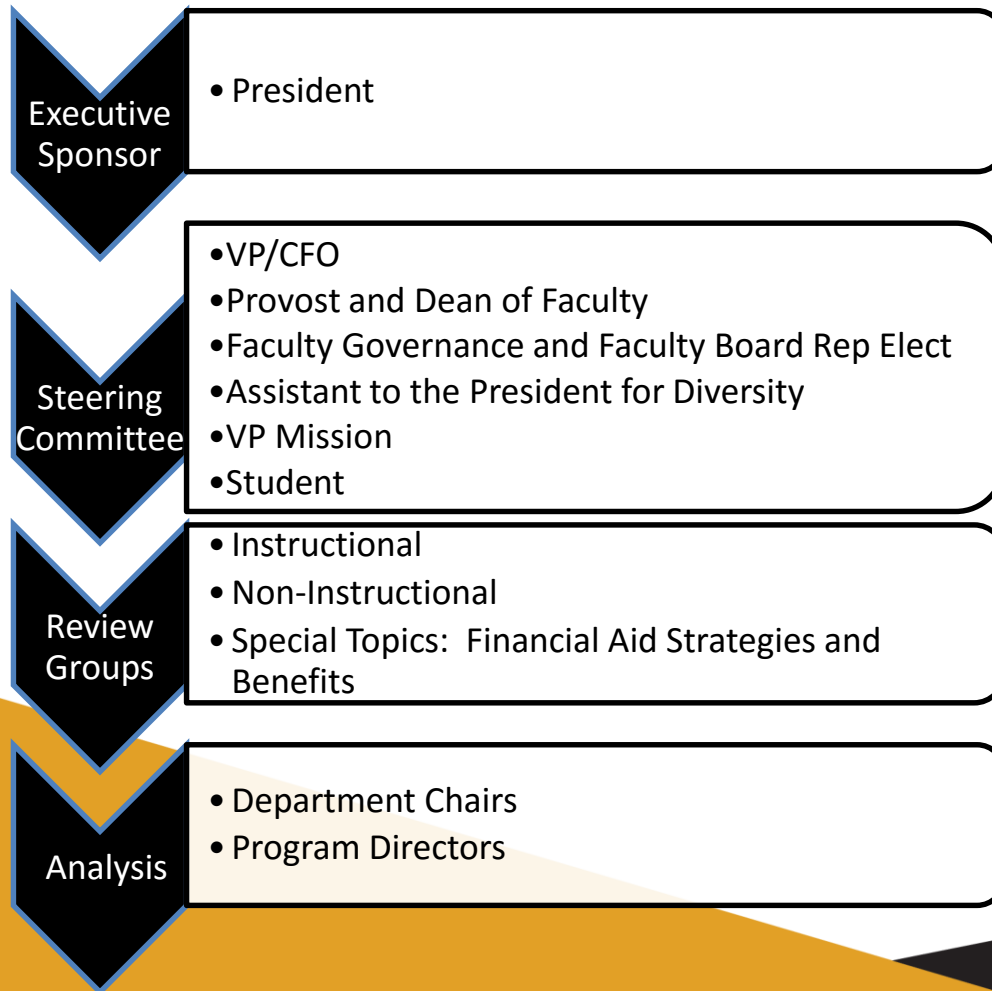 Executive
Sponsor
• President
Steering
Committee
•VP/CFO
•Provost and Dean of Faculty
•Faculty Governance and Faculty Board Rep Elect
•Assistant to the President for Diversity
•VP Mission
•Student
Review
Groups
• Instructional
• Non-Instructional
• Special Topics:  Financial Aid Strategies and
Benefits
Analysis
• Department Chairs
• Program Directors